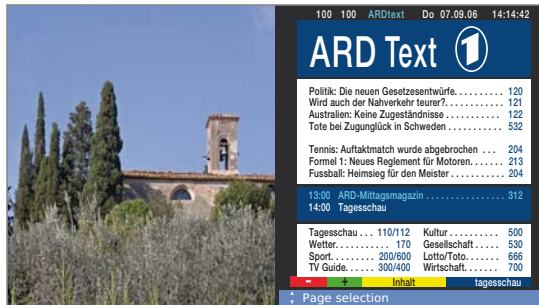 100 100 ARDtext Do 07.09.06 14:14:42
ARD Text 1
Politik: Die neuen Gesetzesentwürfe. . . . . . . . . . 120
Wird auch der Nahverkehr teurer?. . . . . . . . . . . . 121
Australien: Keine Zugeständnisse . . . . . . . . . . . . 122
Tote bei Zugunglück in Schweden . . . . . . . . . . . 532
Tennis: Auftaktmatch wurde abgebrochen . . . 204
Formel 1: Neues Reglement für Motoren. . . . . . . 213
Fussball: Heimsieg für den Meister . . . . . . . . . . . 204
13:00 ARD-Mittagsmagazin . . . . . . . . . . . . . . . . 312
14:00 Tagesschau
Tagesschau . . . 110/112 Kultur . . . . . . . . 500
Wetter. . . . . . . . . . 170 Gesellschaft . . . . . 530
Sport. . . . . . . . . 200/600 Lotto/Toto. . . . . . 666
TV Guide. . . . . . 300/400 Wirtschaft. . . . . . 700
- + Inhalt tagesschau
Page selection